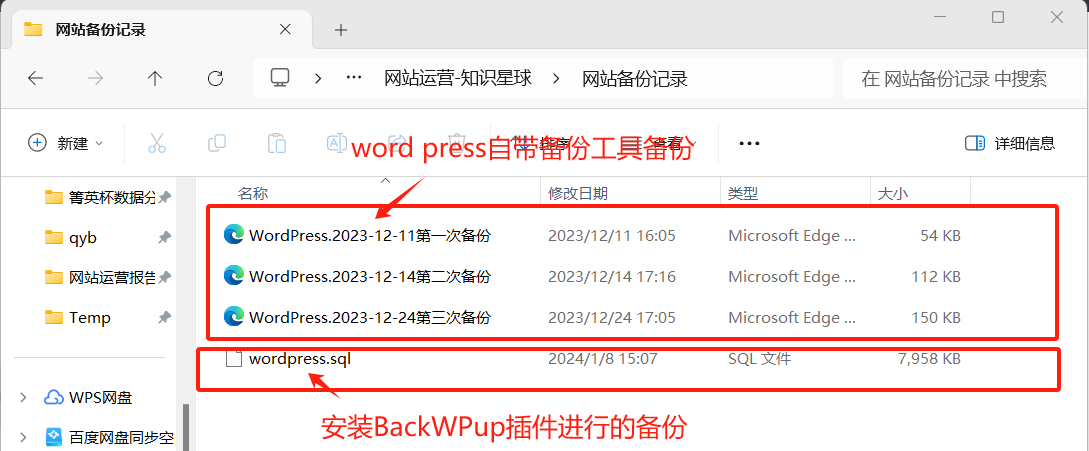 网站备份记录
网站运营-知识星球
网站备份记录
在 网站备份记录 中搜索
新建
word press自带备份工具备份
详细信息
名称
修改日期
类型
大小
菁英杯数据分
qyb
网站运营报告
Temp
WordPress.2023-12-11第一次备份 2023/12/11 16:05 Microsoft Edge ... 54 KB
WordPress.2023-12-14第二次备份 2023/12/14 17:16 Microsoft Edge ... 112 KB
WordPress.2023-12-24第三次备份 2023/12/24 17:05 Microsoft Edge ... 150 KB
wordpress.sql 2024/1/8 15:07 SQL 文件 7,958 KB
WPS网盘
安装BackWPup插件进行的备份
百度网盘同步空